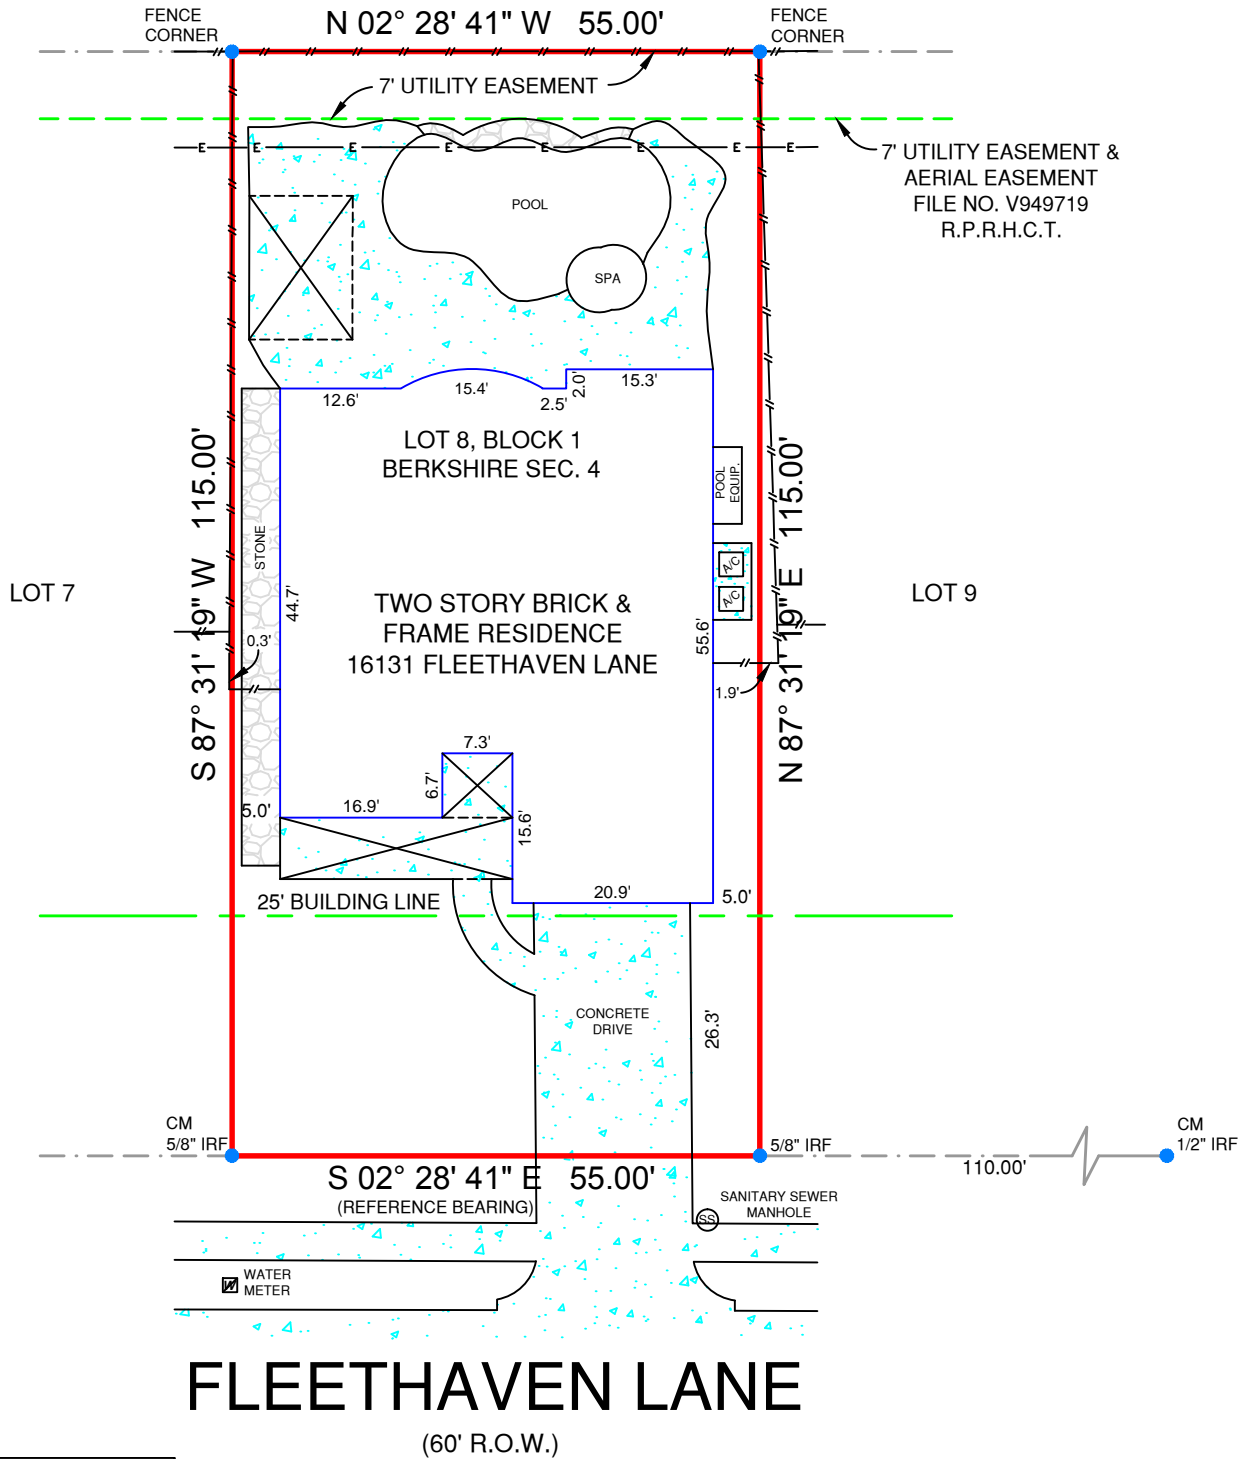 FENCE
CORNER
N 02° 28' 41" W 55.00'
FENCE
CORNER
7' UTILITY EASEMENT
7' UTILITY EASEMENT &
AERIAL EASEMENT
FILE NO. V949719
R.P.R.H.C.T.
E E E E E E E E
POOL
SPA
12.6'
15.4'
2.5'
2.0'
15.3'
LOT 8, BLOCK 1
BERKSHIRE SEC. 4
POOL
EQUIP.
S 87° 31' 19" W 115.00'
N 87° 31' 19" E 115.00'
STONE
44.7'
A/C
A/C
LOT 7
LOT 9
TWO STORY BRICK &
FRAME RESIDENCE
16131 FLEETHAVEN LANE
55.6'
0.3'
1.9'
7.3'
6.7'
16.9'
5.0'
15.6'
25' BUILDING LINE
20.9'
5.0'
CONCRETE
DRIVE
26.3'
CM
5/8" IRF
5/8" IRF
CM
1/2" IRF
110.00'
S 02° 28' 41" E 55.00'
(REFERENCE BEARING)
SANITARY SEWER
MANHOLE
SS
W
WATER
METER
FLEETHAVEN LANE
(60' R.O.W.)